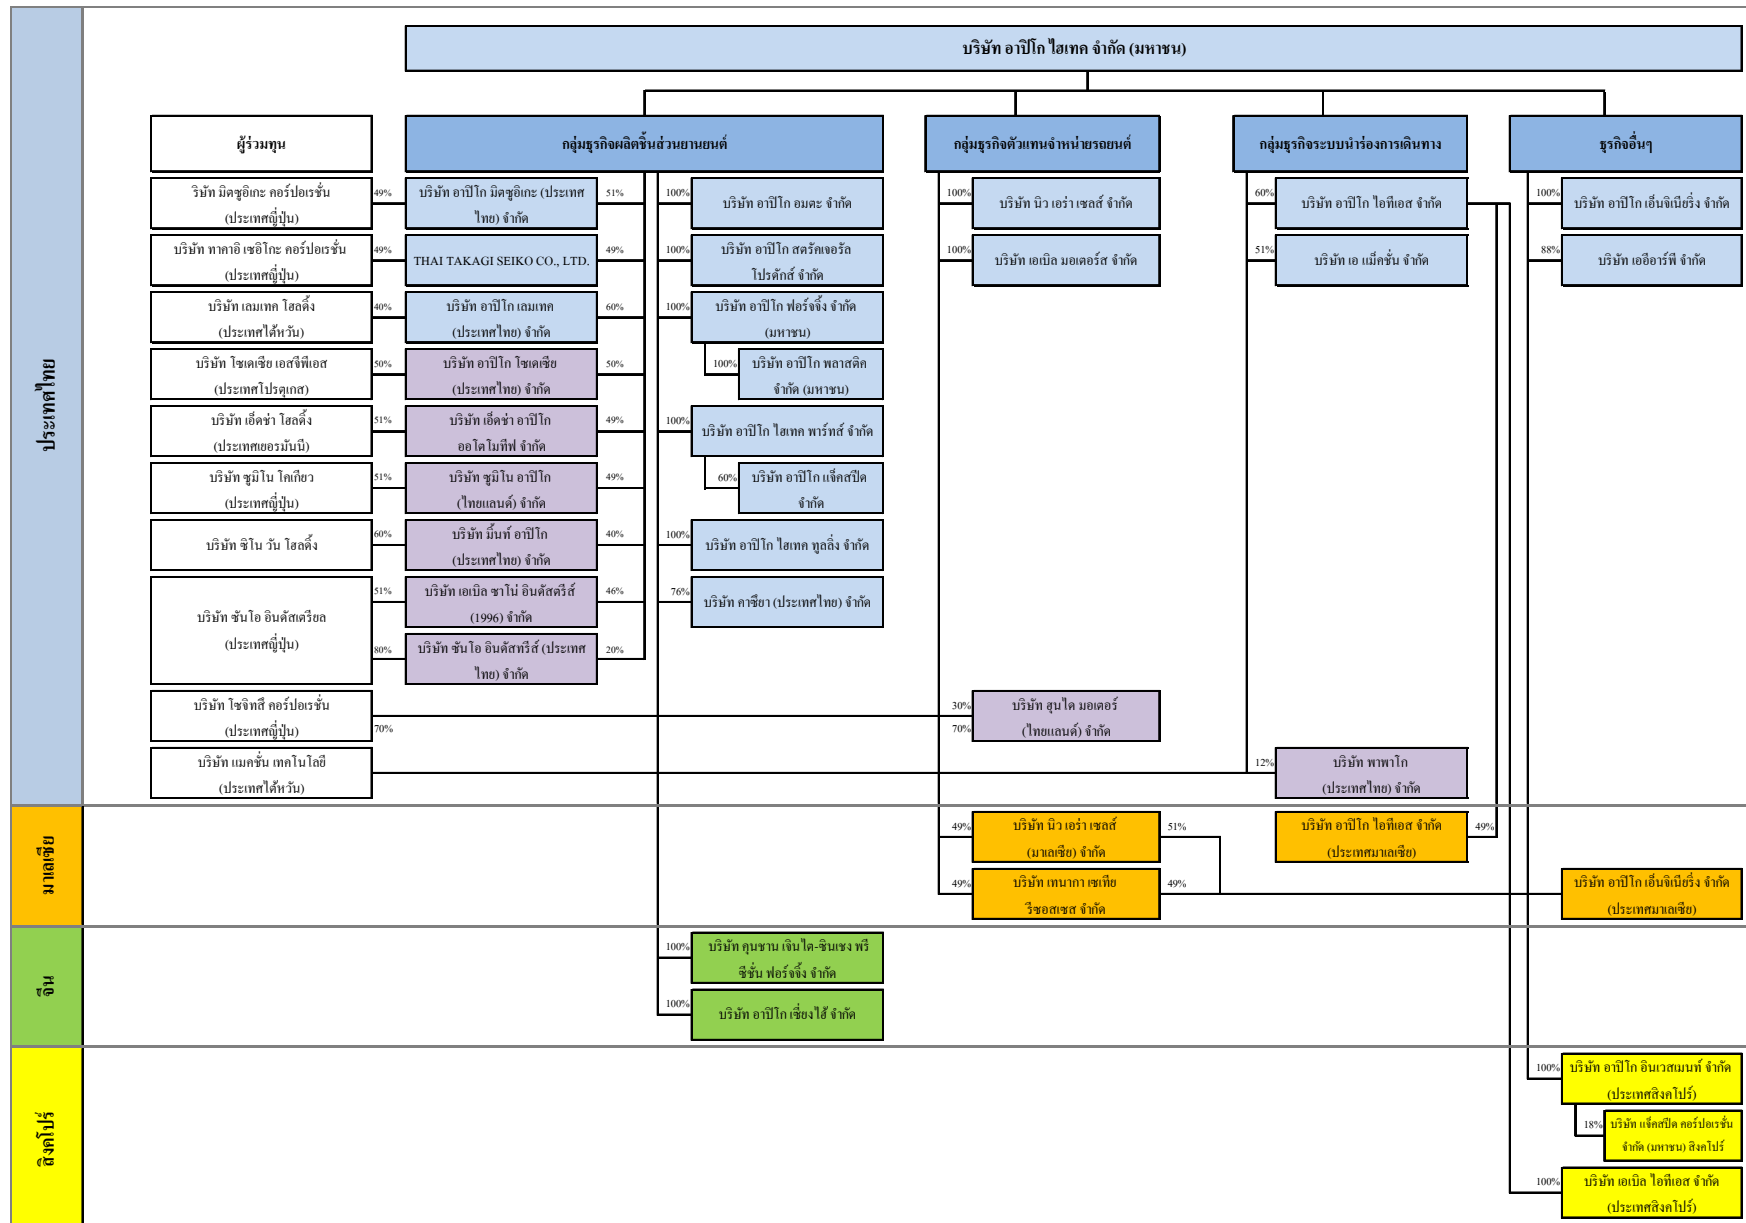 บริษัท อาปิโก ไฮเทค จำกัด (มหาชน)
ผู้ร่วมทุน
กลุ่มธุรกิจผลิตชิ้นส่วนยานยนต์
กลุ่มธุรกิจตัวแทนจำหน่ายรถยนต์
กลุ่มธุรกิจระบบนำร่องการเดินทาง
ธุรกิจอื่นๆ
ประเทศไทย
ริษัท มิตซูอิเกะ คอร์ปอเรชั่น
(ประเทศญี่ปุ่น)
49%
บริษัท อาปิโก มิตซูอิเกะ (ประเทศ
ไทย) จำกัด
51%
100%
บริษัท อาปิโก อมตะ จำกัด
100%
บริษัท นิว เอร่า เซลส์ จำกัด
60%
บริษัท อาปิโก ไอทีเอส จำกัด
100%
บริษัท อาปิโก เอ็นจิเนียริ่ง จำกัด
บริษัท ทาคาอิ เซอิโกะ คอร์ปอเรชั่น
(ประเทศญี่ปุ่น)
49%
THAI TAKAGI SEIKO CO., LTD.
49%
100%
บริษัท อาปิโก สตรัคเจอรัล
โปรดักส์ จำกัด
100%
บริษัท เอเบิล มอเตอร์ส จำกัด
51%
บริษัท เอ แม็คชั่น จำกัด
88%
บริษัท เออีอาร์พี จำกัด
บริษัท เลมเทค โฮลดิ้ง
(ประเทศไต้หวัน)
40%
บริษัท อาปิโก เลมเทค
(ประเทศไทย) จำกัด
60%
100%
บริษัท อาปิโก ฟอร์จจิ้ง จำกัด
(มหาชน)
บริษัท โซเดเซีย เอสจีพีเอส
(ประเทศโปรตุเกส)
50%
บริษัท อาปิโก โซเดเซีย
(ประเทศไทย) จำกัด
50%
100%
บริษัท อาปิโก พลาสติค
จำกัด (มหาชน)
บริษัท เอ็ดช่า โฮลดิ้ง
(ประเทศเยอรมันนี)
51%
บริษัท เอ็ดช่า อาปิโก
ออโตโมทีฟ จำกัด
49%
100%
บริษัท อาปิโก ไฮเทค พาร์ทส์ จำกัด
บริษัท ซูมิโน โคเกียว
(ประเทศญี่ปุ่น)
51%
บริษัท ซูมิโน อาปิโก
(ไทยแลนด์) จำกัด
49%
60%
บริษัท อาปิโก แจ็คสปีด
จำกัด
บริษัท ซิโน วัน โฮลดิ้ง
60%
บริษัท มิ้นท์ อาปิโก
(ประเทศไทย) จำกัด
40%
100%
บริษัท อาปิโก ไฮเทค ทูลลิ่ง จำกัด
บริษัท ซันโอ อินดัสเตรียล
(ประเทศญี่ปุ่น)
51%
บริษัท เอเบิล ซาโน่ อินดัสตรีส์
(1996) จำกัด
46%
76%
บริษัท คาซึยา (ประเทศไทย) จำกัด
80%
บริษัท ซันโอ อินดัสทรีส์ (ประเทศ
ไทย) จำกัด
20%
บริษัท โซจิทสึ คอร์ปอเรชั่น
(ประเทศญี่ปุ่น)
70%
30%
70%
บริษัท ฮุนได มอเตอร์
(ไทยแลนด์) จำกัด
บริษัท แมคชั่น เทคโนโลยี
(ประเทศไต้หวัน)
12%
บริษัท พาพาโก
(ประเทศไทย) จำกัด
มาเลเซีย
49%
บริษัท นิว เอร่า เซลส์
(มาเลเซีย) จำกัด
51%
บริษัท อาปิโก ไอทีเอส จำกัด
(ประเทศมาเลเซีย)
49%
49%
บริษัท เทนากา เซเทีย
รีซอสเซส จำกัด
49%
บริษัท อาปิโก เอ็นจิเนียริ่ง จำกัด
(ประเทศมาเลเซีย)
จีน
100%
บริษัท คุนชาน เจินได-ซินเชง พรี
ซีชั่น ฟอร์จจิ้ง จำกัด
100%
บริษัท อาปิโก เซี่ยงไฮ้ จำกัด
สิงคโปร์
100%
บริษัท อาปิโก อินเวสเมนท์ จำกัด
(ประเทศสิงคโปร์)
18%
บริษัท แจ็คสปีด คอร์ปอเรชั่น
จำกัด (มหาชน) สิงคโปร์
100%
บริษัท เอเบิล ไอทีเอส จำกัด
(ประเทศสิงคโปร์)